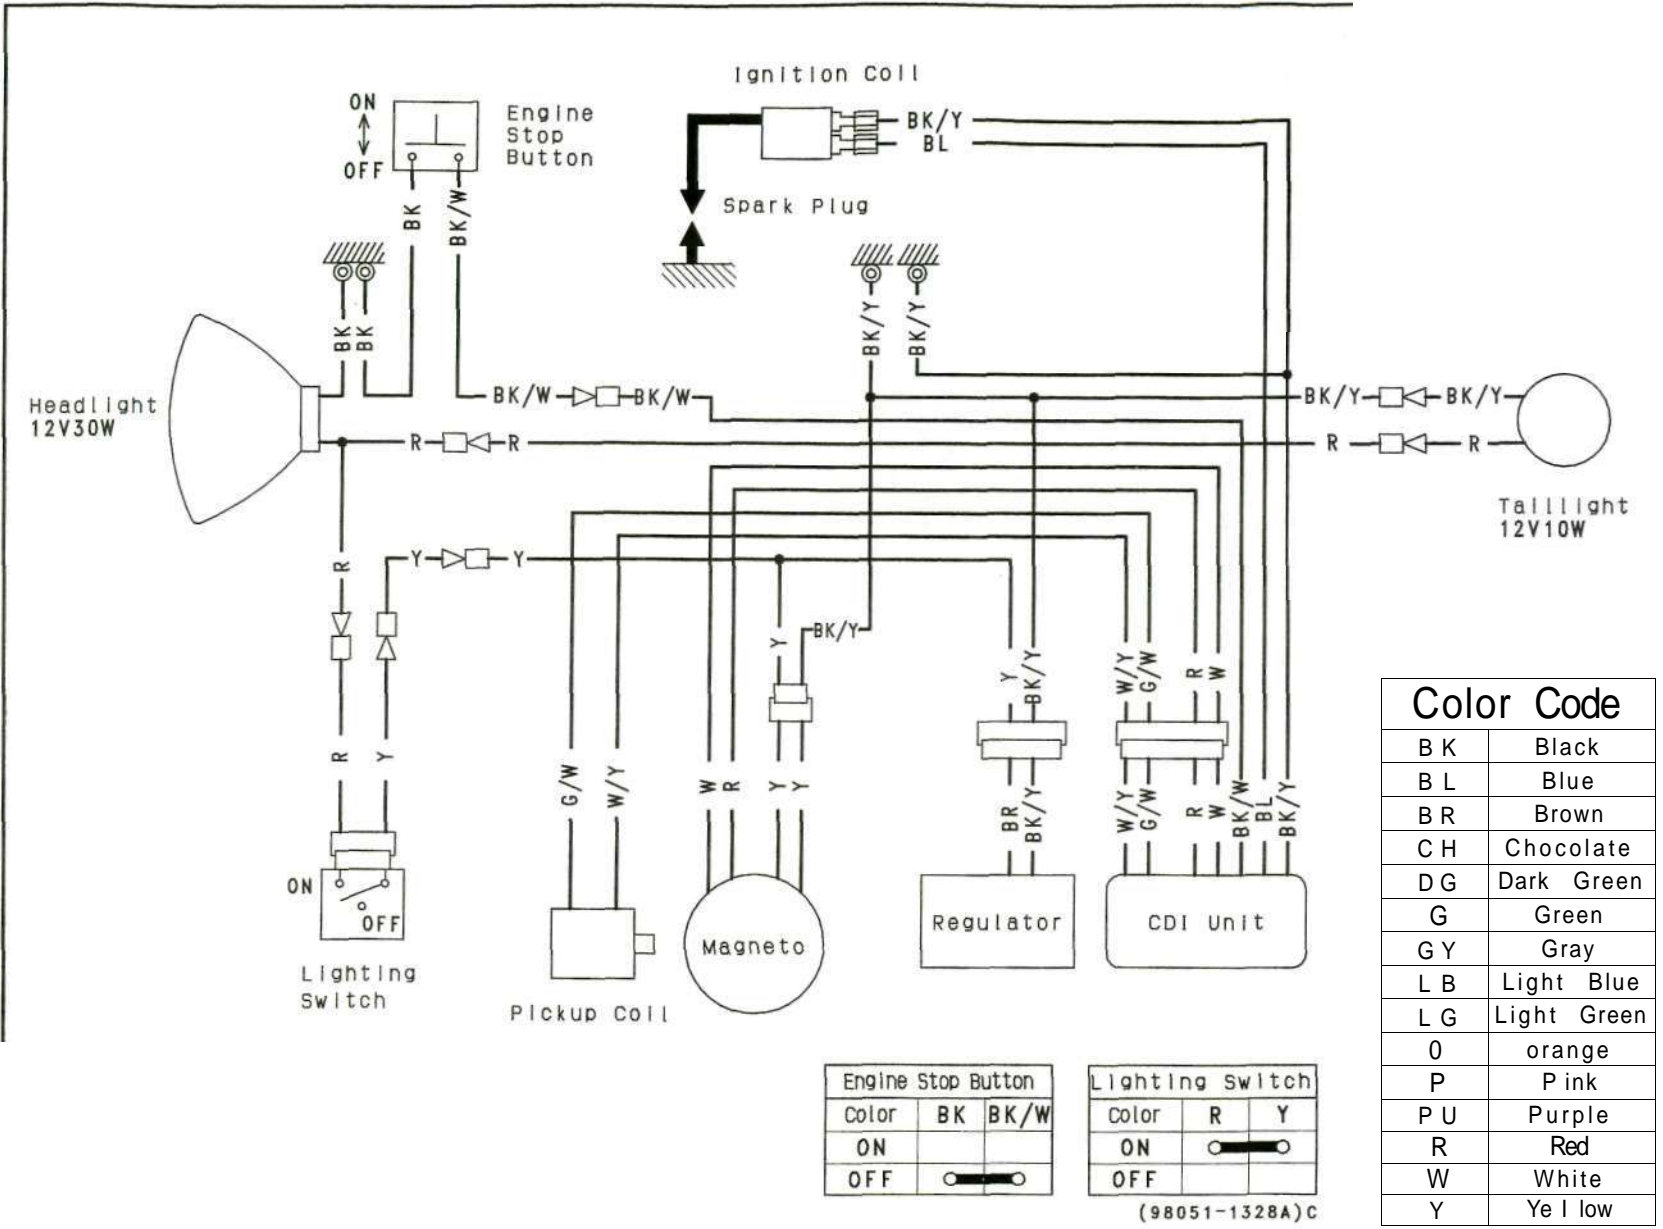 Ignition Coil
ON
OFF
Engine
Stop
Button
BK/Y
BL
BK
BK/W
Spark Plug
BK
BK
BK/Y
BK/Y
Headlight
12V30W
BK/W
BK/W
BK/Y
BK/Y
R
R
R
R
Taillight
12V10W
R
Y
Y
Y
BK/Y
Y
BK/Y
W/Y
G/W
R
W
R
Y
G/W
W/Y
W
R
Y
Y
BR
BK/Y
W/Y
G/W
R
W
BK/W
BL
BK/Y
ON
OFF
Lighting
Switch
Pickup Coil
Magneto
Regulator
CDI Unit
Color Code
BK Black
BL Blue
BR Brown
CH Chocolate
DG Dark Green
G Green
GY Gray
LB Light Blue
LG Light Green
0 orange
P Pink
PU Purple
R Red
W White
Y Yellow
Engine Stop Button
Color BK BK/W
ON
OFF
Lighting Switch
Color R Y
ON
OFF
(98051-1328A)C